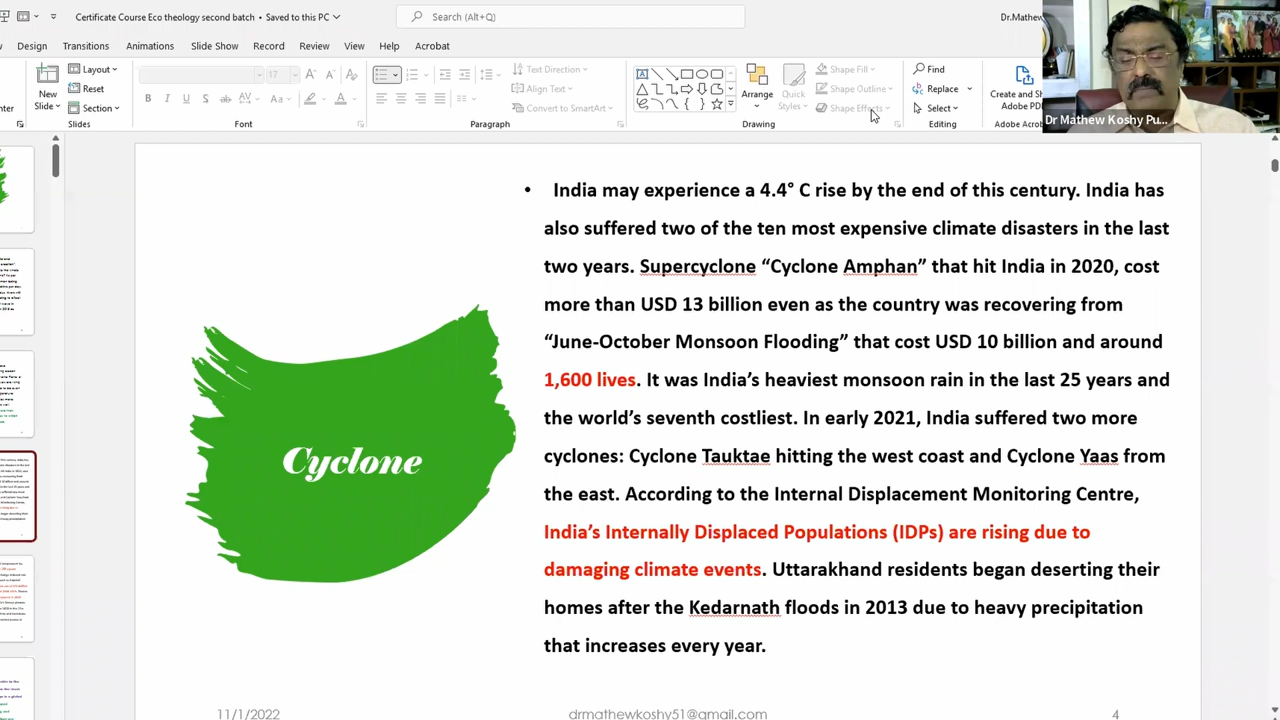 Certificate Course Eco theology second batch • Saved to this PC
Search (Alt+Q)
Dr.Mathew
Design Transitions Animations Slide Show Record Review View Help Acrobat
New Slide
Layout
Reset
Section
Slides
17
B I U S ab AV Aa A
Font
Text Direction
Align Text
Convert to SmartArt
Paragraph
Arrange
Quick Styles
Shape Fill
Shape Outline
Shape Effects
Drawing
Find
Replace
Select
Editing
Create and Sh
Adobe PDF
Adobe Acro
Dr Mathew Koshy Pu...
Cyclone
• India may experience a 4.4° C rise by the end of this century. India has
also suffered two of the ten most expensive climate disasters in the last
two years. Supercyclone “Cyclone Amphan” that hit India in 2020, cost
more than USD 13 billion even as the country was recovering from
“June-October Monsoon Flooding” that cost USD 10 billion and around
1,600 lives. It was India’s heaviest monsoon rain in the last 25 years and
the world’s seventh costliest. In early 2021, India suffered two more
cyclones: Cyclone Tauktae hitting the west coast and Cyclone Yaas from
the east. According to the Internal Displacement Monitoring Centre,
India’s Internally Displaced Populations (IDPs) are rising due to
damaging climate events. Uttarakhand residents began deserting their
homes after the Kedarnath floods in 2013 due to heavy precipitation
that increases every year.
11/1/2022
drmathewkoshy51@gmail.com
4